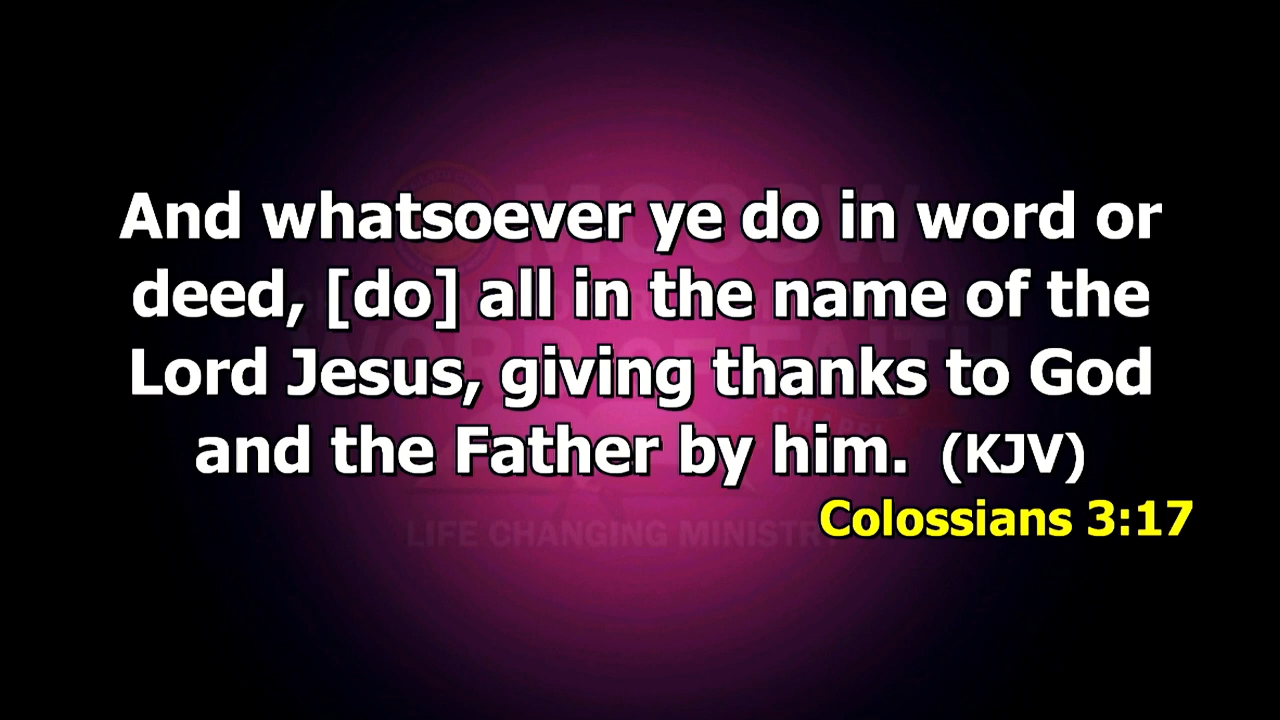 And whatsoever ye do in word or
deed, [do] all in the name of the
Lord Jesus, giving thanks to God
and the Father by him. (KJV)
Colossians 3:17
LIFE CHANGING MINISTRY